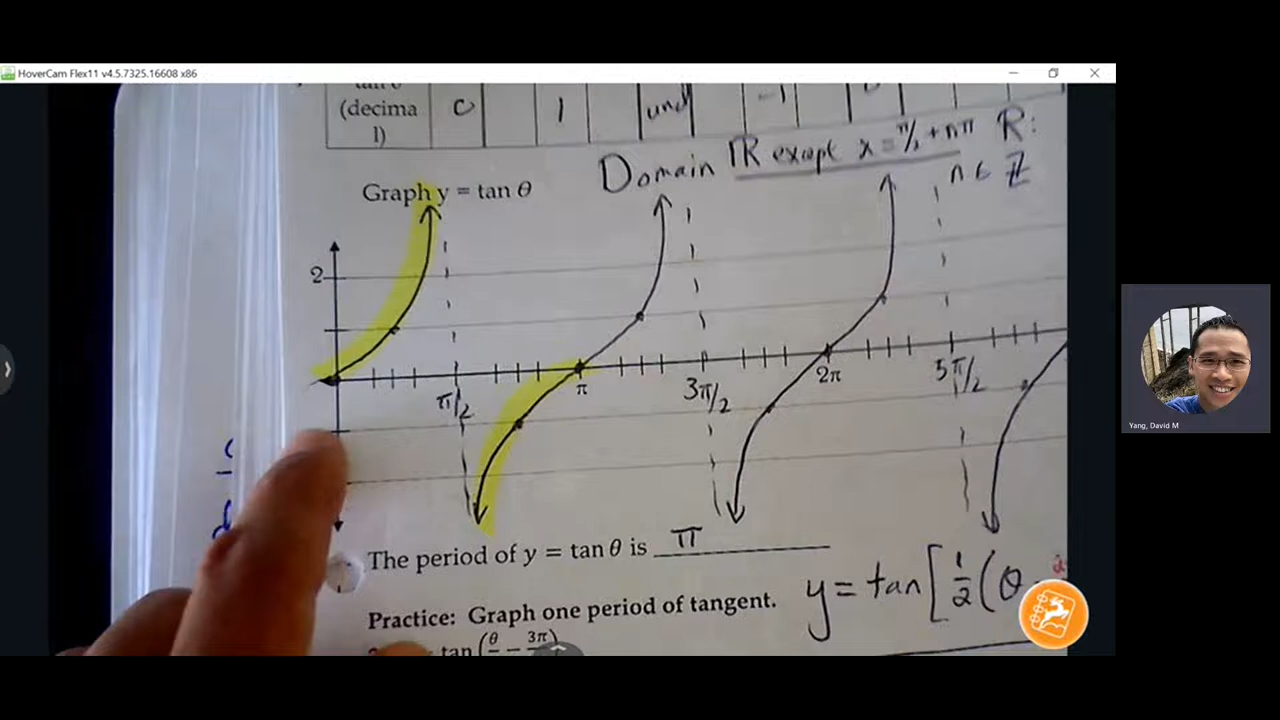 HoverCam Flex11 v4.5.7325.16608 x86
(decima 0 1 und -1
l)
Domain ℝ except x = π/2 + nπ R:
n ∈ ℤ
Graph y = tan θ
2
π/2 π 3π/2 2π 5π/2
The period of y = tan θ is π
y = tan [1/2 (θ
Practice: Graph one period of tangent.
tan (θ − 3π)
Yang, David M